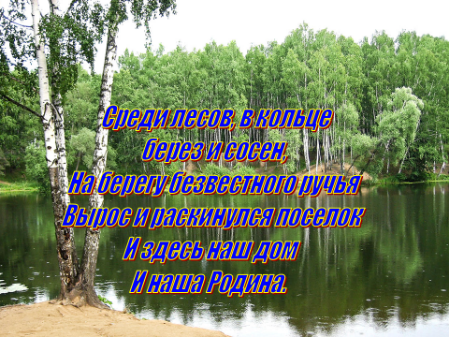 Среди лесов, в кольце
берез и сосен,
На берегу безвестного ручья
Вырос и раскинулся поселок
И здесь наш дом
И наша Родина.